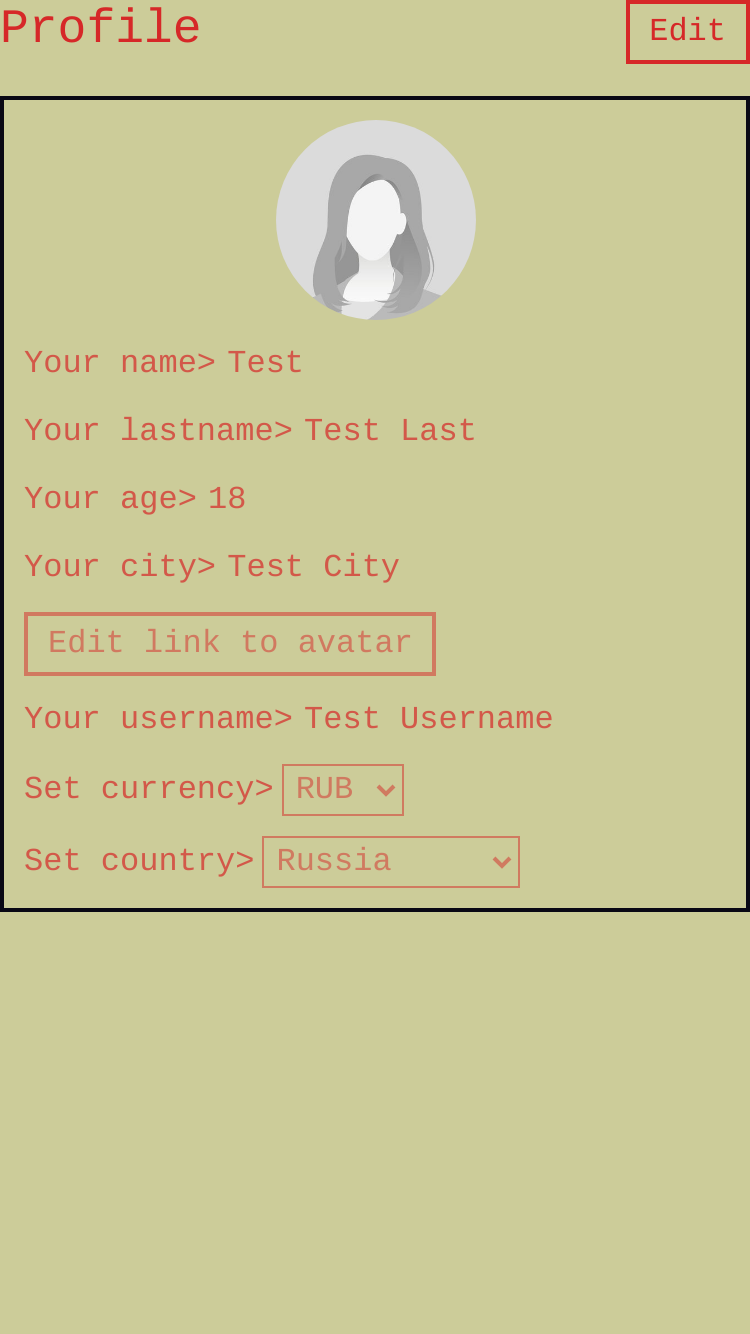 Profile
Edit
Your name> Test
Your lastname> Test Last
Your age> 18
Your city> Test City
Edit link to avatar
Your username> Test Username
Set currency> RUB
Set country> Russia